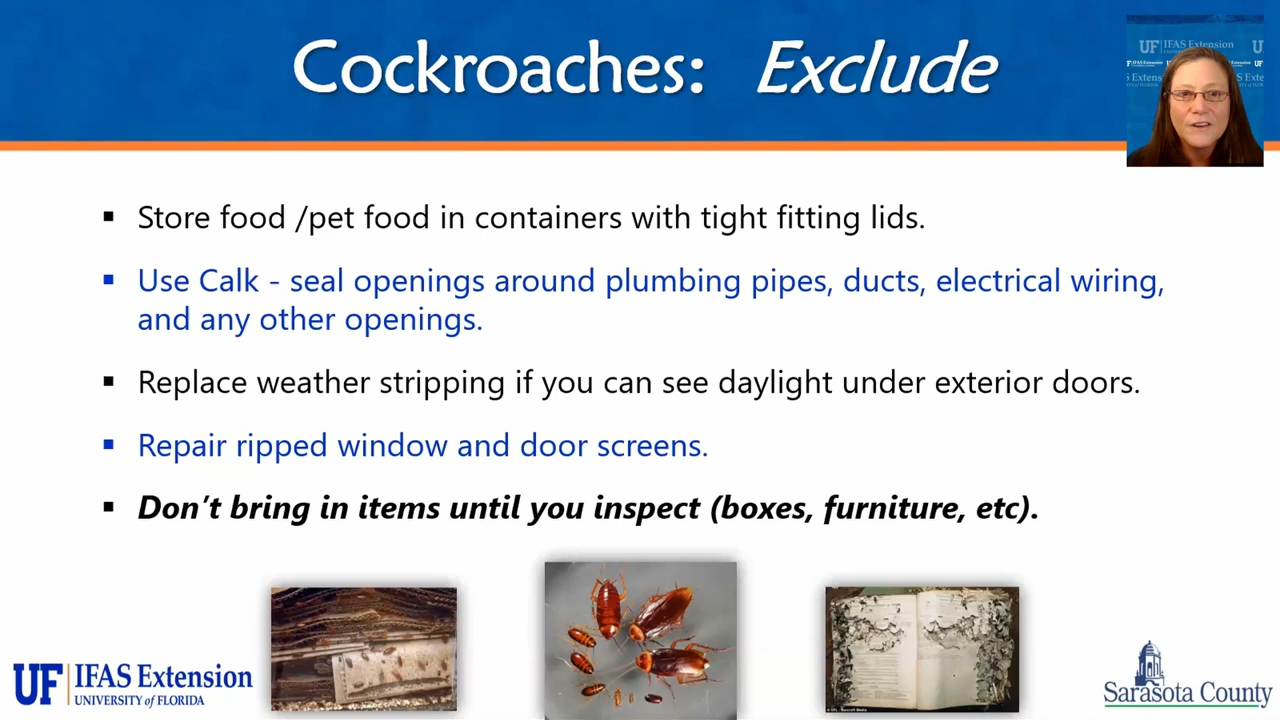 Cockroaches: Exclude
UF IFAS Extension
▪ Store food /pet food in containers with tight fitting lids.
▪ Use Calk - seal openings around plumbing pipes, ducts, electrical wiring,
and any other openings.
▪ Replace weather stripping if you can see daylight under exterior doors.
▪ Repair ripped window and door screens.
▪ Don't bring in items until you inspect (boxes, furniture, etc).
UF IFAS Extension
UNIVERSITY of FLORIDA
Sarasota County